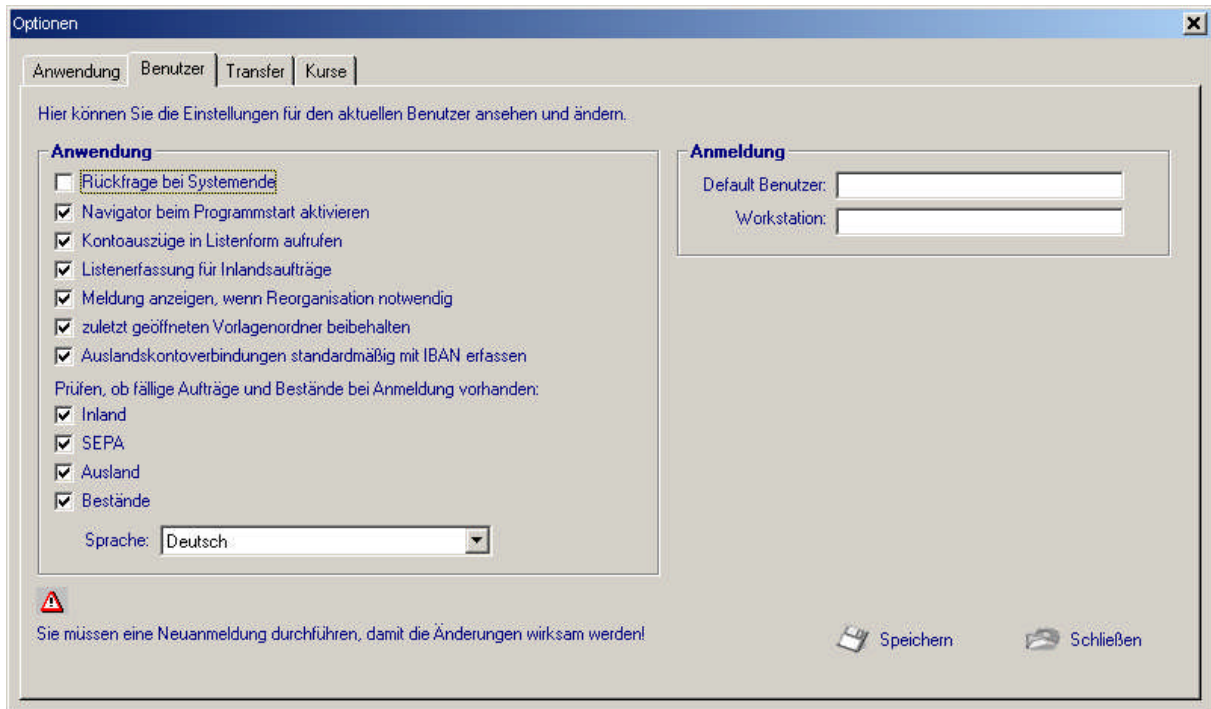 Optionen
Anwendung Benutzer Transfer Kurse
Hier können Sie die Einstellungen für den aktuellen Benutzer ansehen und ändern.
Anwendung
Rückfrage bei Systemende
Navigator beim Programmstart aktivieren
Kontoauszüge in Listenform aufrufen
Listenerfassung für Inlandsaufträge
Meldung anzeigen, wenn Reorganisation notwendig
zuletzt geöffneten Vorlagenordner beibehalten
Auslandskontoverbindungen standardmäßig mit IBAN erfassen
Prüfen, ob fällige Aufträge und Bestände bei Anmeldung vorhanden:
Inland
SEPA
Ausland
Bestände
Sprache: Deutsch
Anmeldung
Default Benutzer:
Workstation:
Sie müssen eine Neuanmeldung durchführen, damit die Änderungen wirksam werden!
Speichern Schließen